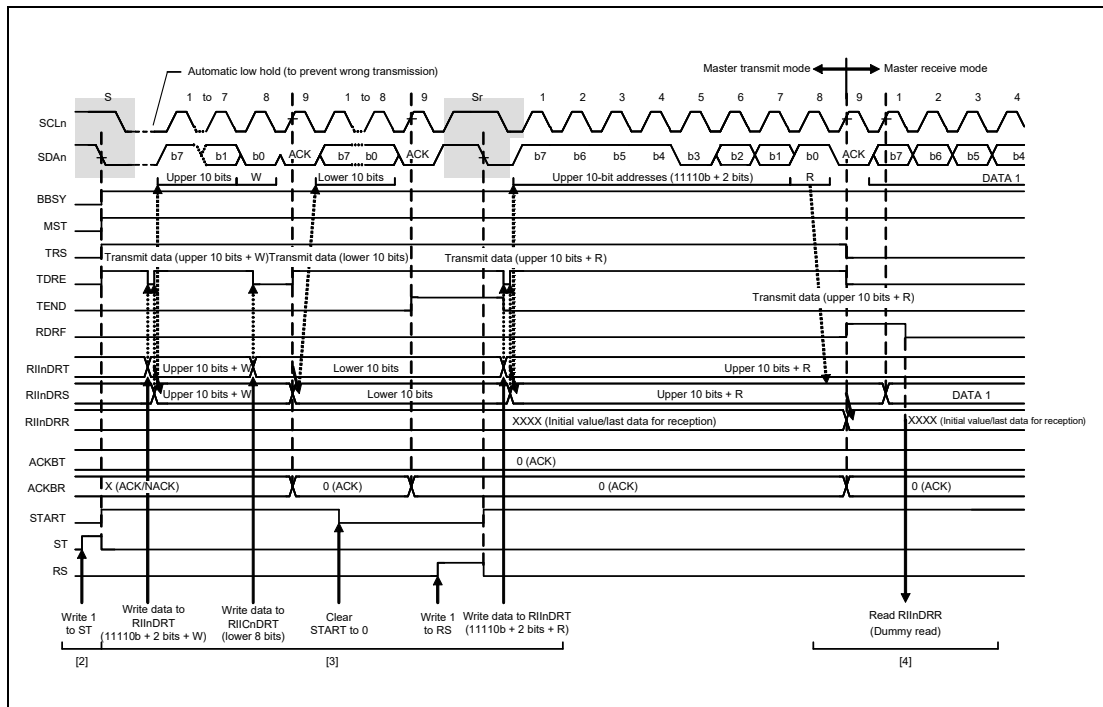 Master transmit mode Master receive mode
Automatic low hold (to prevent wrong transmission)
S 1 to 7 8 9 1 to 8 9 Sr 1 2 3 4 5 6 7 8 9 1 2 3 4
SCLn
SDAn b7 b1 b0 ACK b7 b0 ACK b7 b6 b5 b4 b3 b2 b1 b0 ACK b7 b6 b5 b4
Upper 10 bits W Lower 10 bits Upper 10-bit addresses (11110b + 2 bits) R DATA 1
BBSY
MST
TRS
Transmit data (upper 10 bits + W) Transmit data (lower 10 bits) Transmit data (upper 10 bits + R)
TDRE
TEND
Transmit data (upper 10 bits + R)
RDRF
RIInDRT Upper 10 bits + W Lower 10 bits Upper 10 bits + R
RIInDRS Upper 10 bits + W Lower 10 bits Upper 10 bits + R DATA 1
RIInDRR XXXX (Initial value/last data for reception) XXXX (Initial value/last data for reception)
ACKBT 0 (ACK)
ACKBR X (ACK/NACK) 0 (ACK) 0 (ACK) 0 (ACK)
START
ST
RS
Write 1
to ST
Write data to
RIInDRT
(11110b + 2 bits + W)
Write data to
RIICnDRT
(lower 8 bits)
Clear
START to 0
Write 1
to RS
Write data to RIInDRT
(11110b + 2 bits + R)
Read RIInDRR
(Dummy read)
[2] [3] [4]